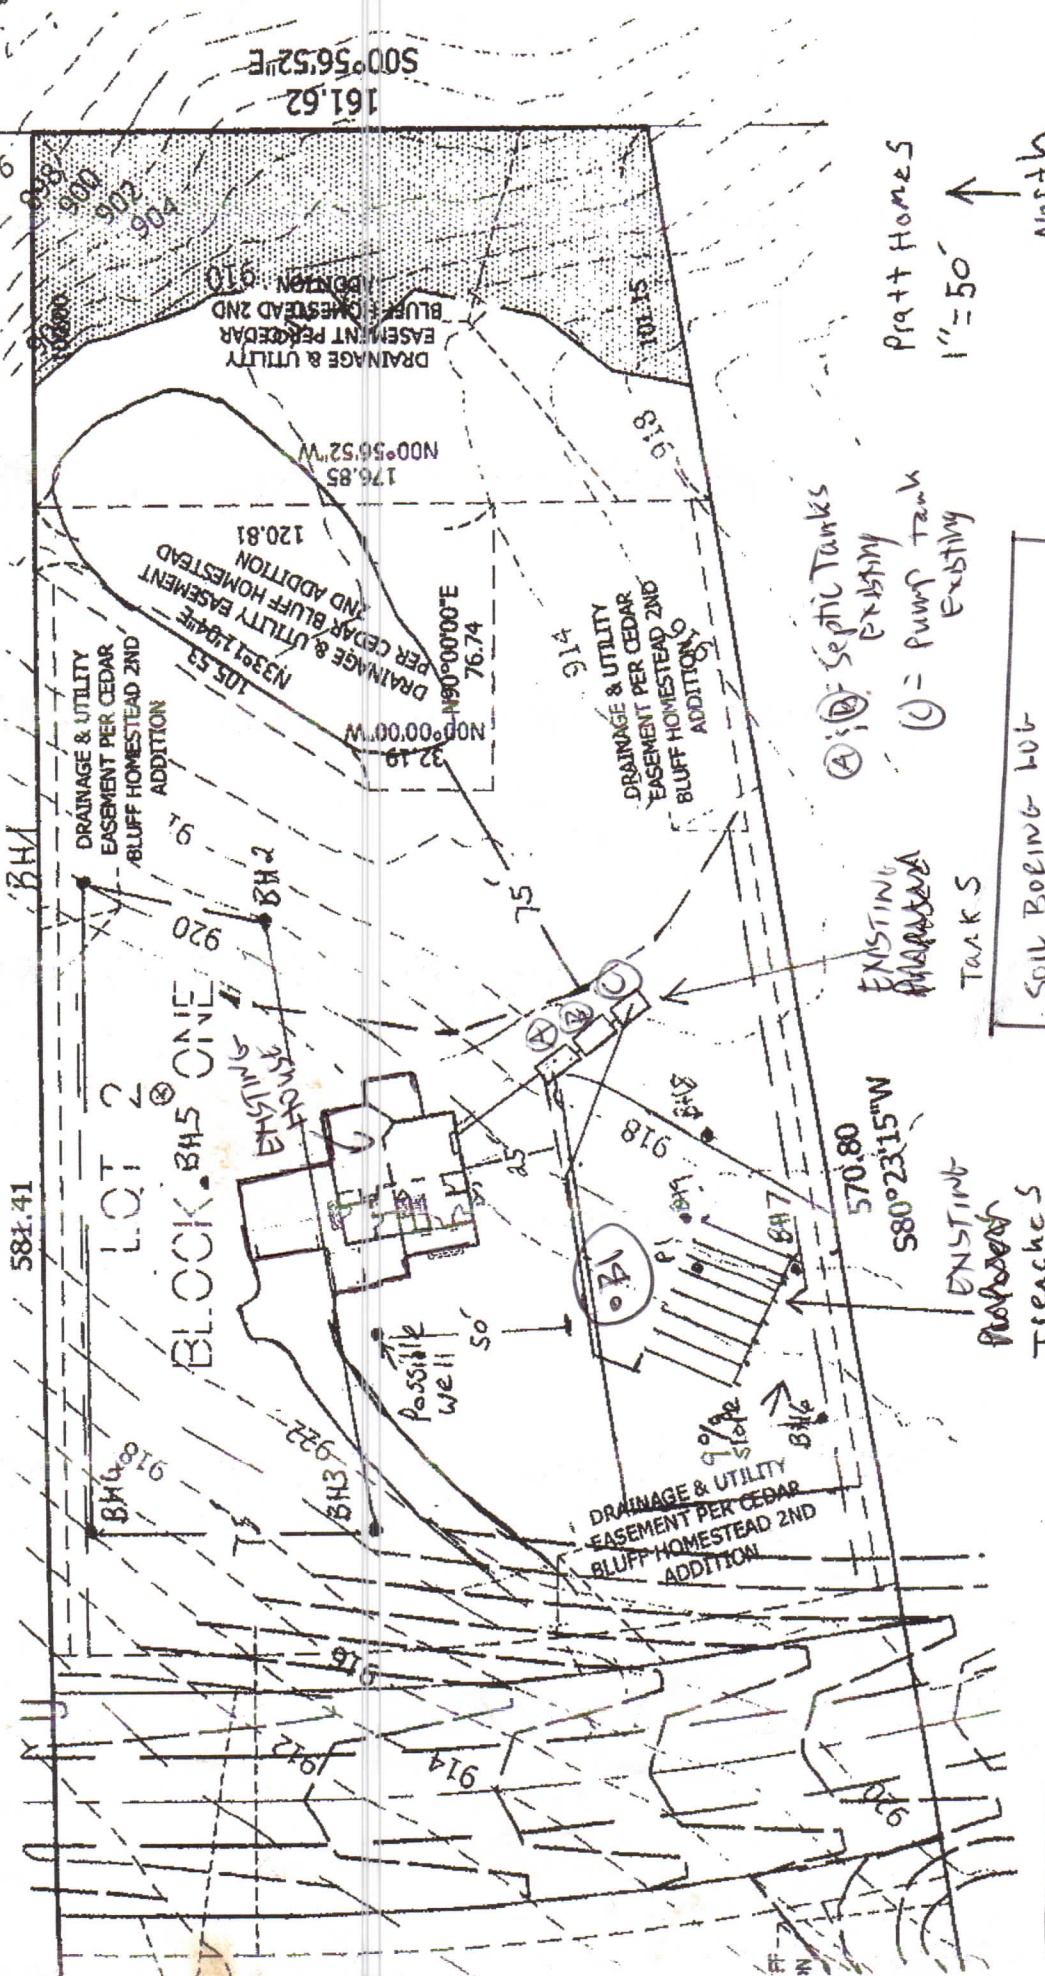 S00°56'52"E
161.62
898
900
902
904
910
DRAINAGE & UTILITY
EASEMENT PER CEDAR
BLUFF HOMESTEAD 2ND
ADDITION
101.15
918
N00°56'52"W
176.85
120.81
DRAINAGE & UTILITY EASEMENT
PER CEDAR BLUFF HOMESTEAD
2ND ADDITION
N33°11'04"E
105.53
N90°00'00"E
76.74
N00°00'00"W
32.19
914
916
DRAINAGE & UTILITY
EASEMENT PER CEDAR
BLUFF HOMESTEAD 2ND
ADDITION
DRAINAGE & UTILITY
EASEMENT PER CEDAR
BLUFF HOMESTEAD 2ND
ADDITION
BH1
BH2
920
75'
581.41
LOT 2
BLOCK ONE
BH5
EXISTING
HOUSE
A
B
C
25
918
BH8
BH9
P1
BH7
B1
50'
Possible
well
9%
slope
BH6
922
BH3
BH4
918
DRAINAGE & UTILITY
EASEMENT PER CEDAR
BLUFF HOMESTEAD 2ND
ADDITION
570.80
S80°23'15"W
916
912
914
920
Pratt Homes
1"=50'
North
A ; B - Septic Tanks
Existing
C = Pump Tank
Existing
EXISTING
Tanks
SOIL BORING LOG
EXISTING
Proposed
Trenches